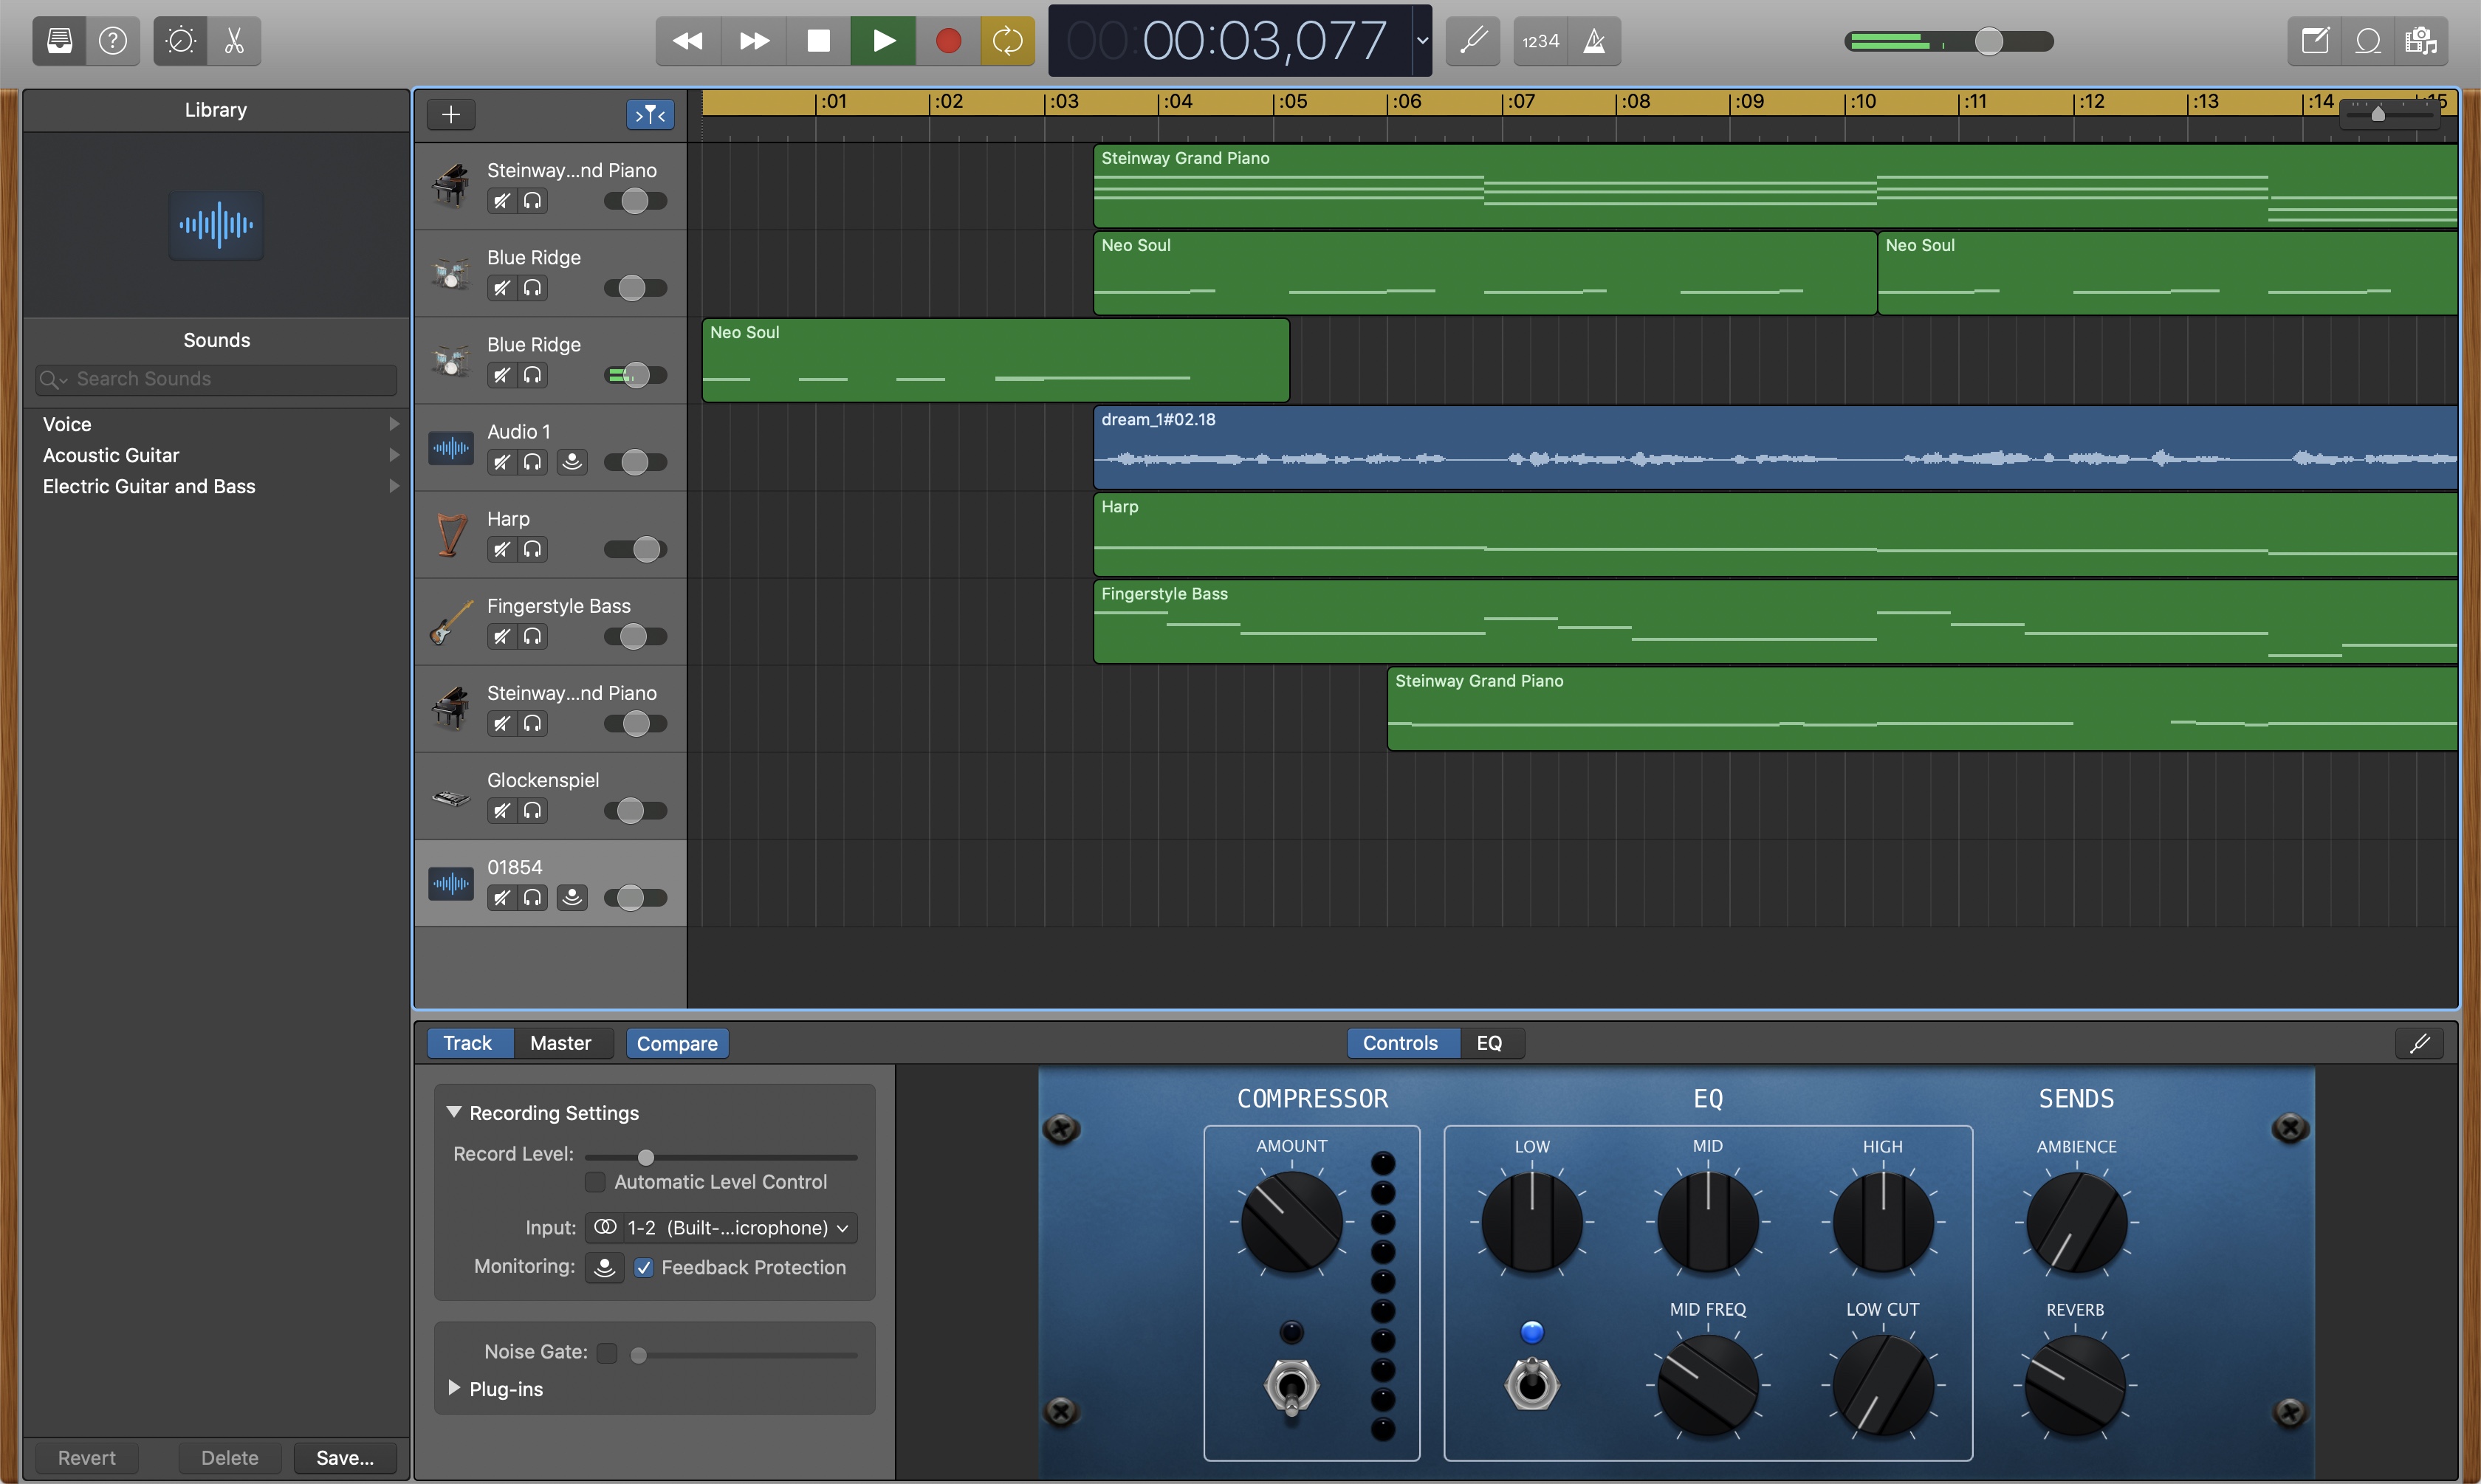 00:00:03,077
1234
Library
Sounds
Search Sounds
Voice
Acoustic Guitar
Electric Guitar and Bass
Revert
Delete
Save...
:01
:02
:03
:04
:05
:06
:07
:08
:09
:10
:11
:12
:13
:14
Steinway...nd Piano
Steinway Grand Piano
Blue Ridge
Neo Soul
Neo Soul
Blue Ridge
Neo Soul
Audio 1
dream_1#02.18
Harp
Harp
Fingerstyle Bass
Fingerstyle Bass
Steinway...nd Piano
Steinway Grand Piano
Glockenspiel
01854
Track
Master
Compare
Controls
EQ
Recording Settings
Record Level:
Automatic Level Control
Input:
1-2 (Built-...icrophone)
Monitoring:
Feedback Protection
Noise Gate:
Plug-ins
COMPRESSOR
EQ
SENDS
AMOUNT
LOW
MID
HIGH
AMBIENCE
MID FREQ
LOW CUT
REVERB